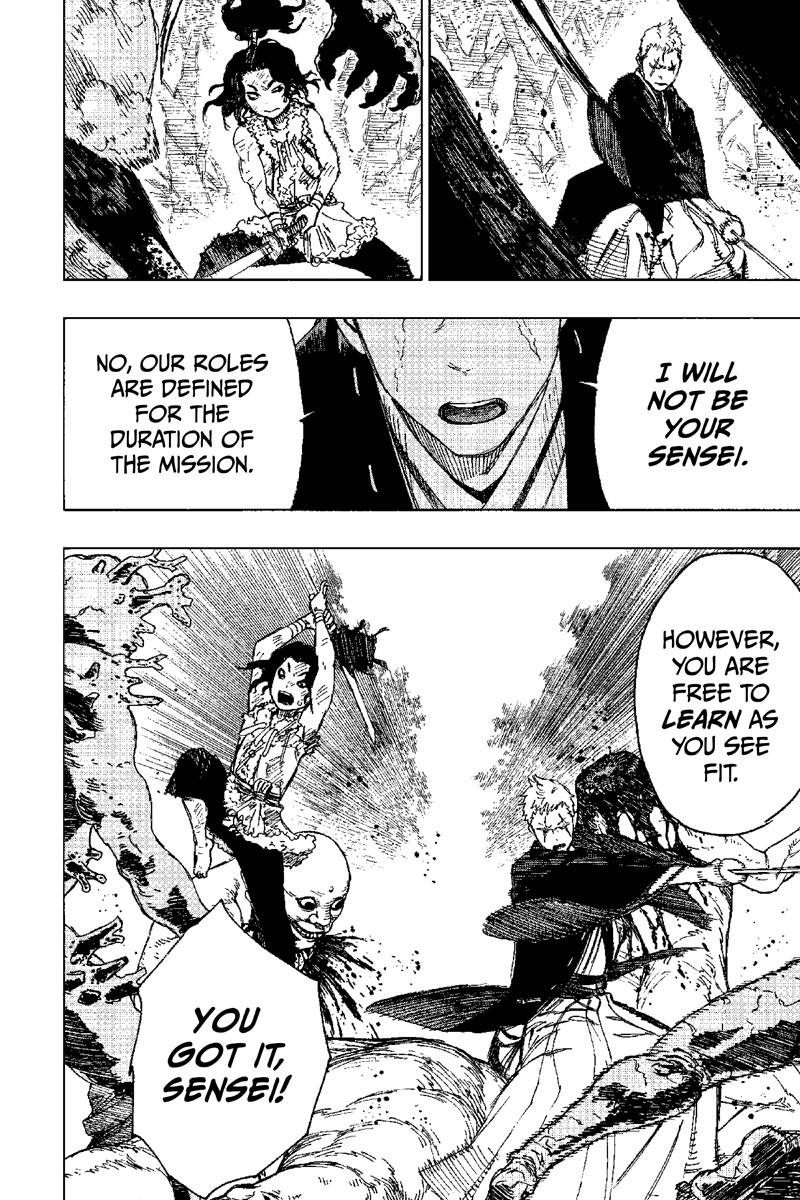 I WILL
NOT BE
YOUR
SENSEI.
NO, OUR ROLES
ARE DEFINED
FOR THE
DURATION OF
THE MISSION.
HOWEVER,
YOU ARE
FREE TO
LEARN AS
YOU SEE
FIT.
YOU
GOT IT,
SENSEI!